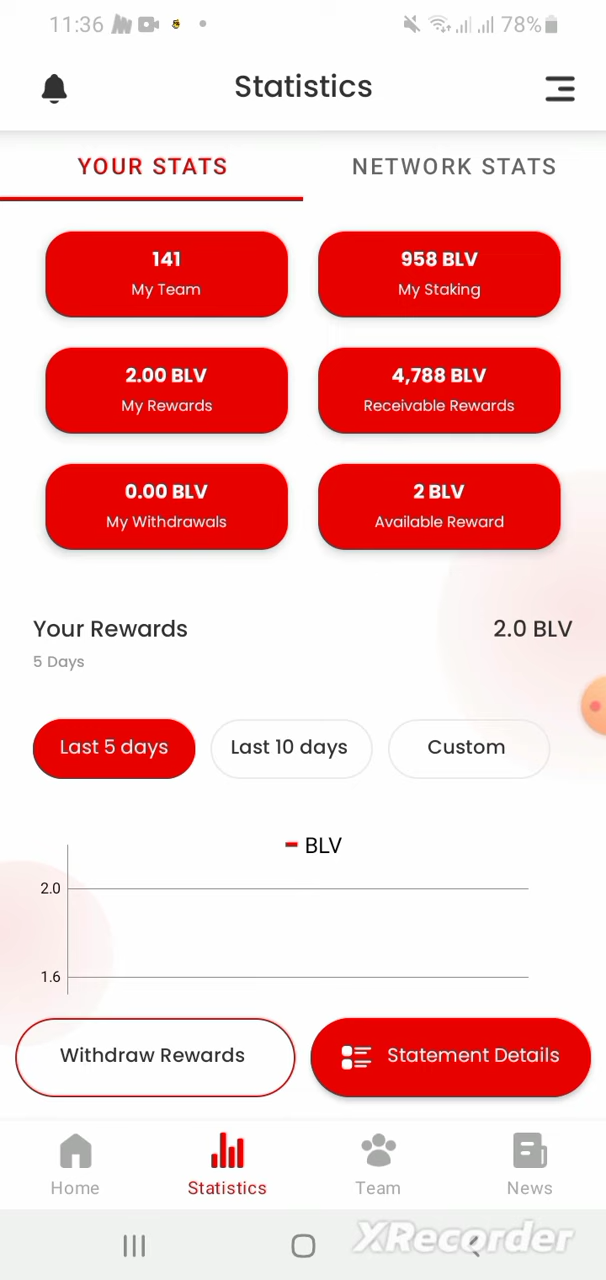 11:36
78%
Statistics
YOUR STATS
NETWORK STATS
141
My Team
958 BLV
My Staking
2.00 BLV
My Rewards
4,788 BLV
Receivable Rewards
0.00 BLV
My Withdrawals
2 BLV
Available Reward
Your Rewards
2.0 BLV
5 Days
Last 5 days
Last 10 days
Custom
BLV
2.0
1.6
Withdraw Rewards
Statement Details
Home
Statistics
Team
News
XRecorder